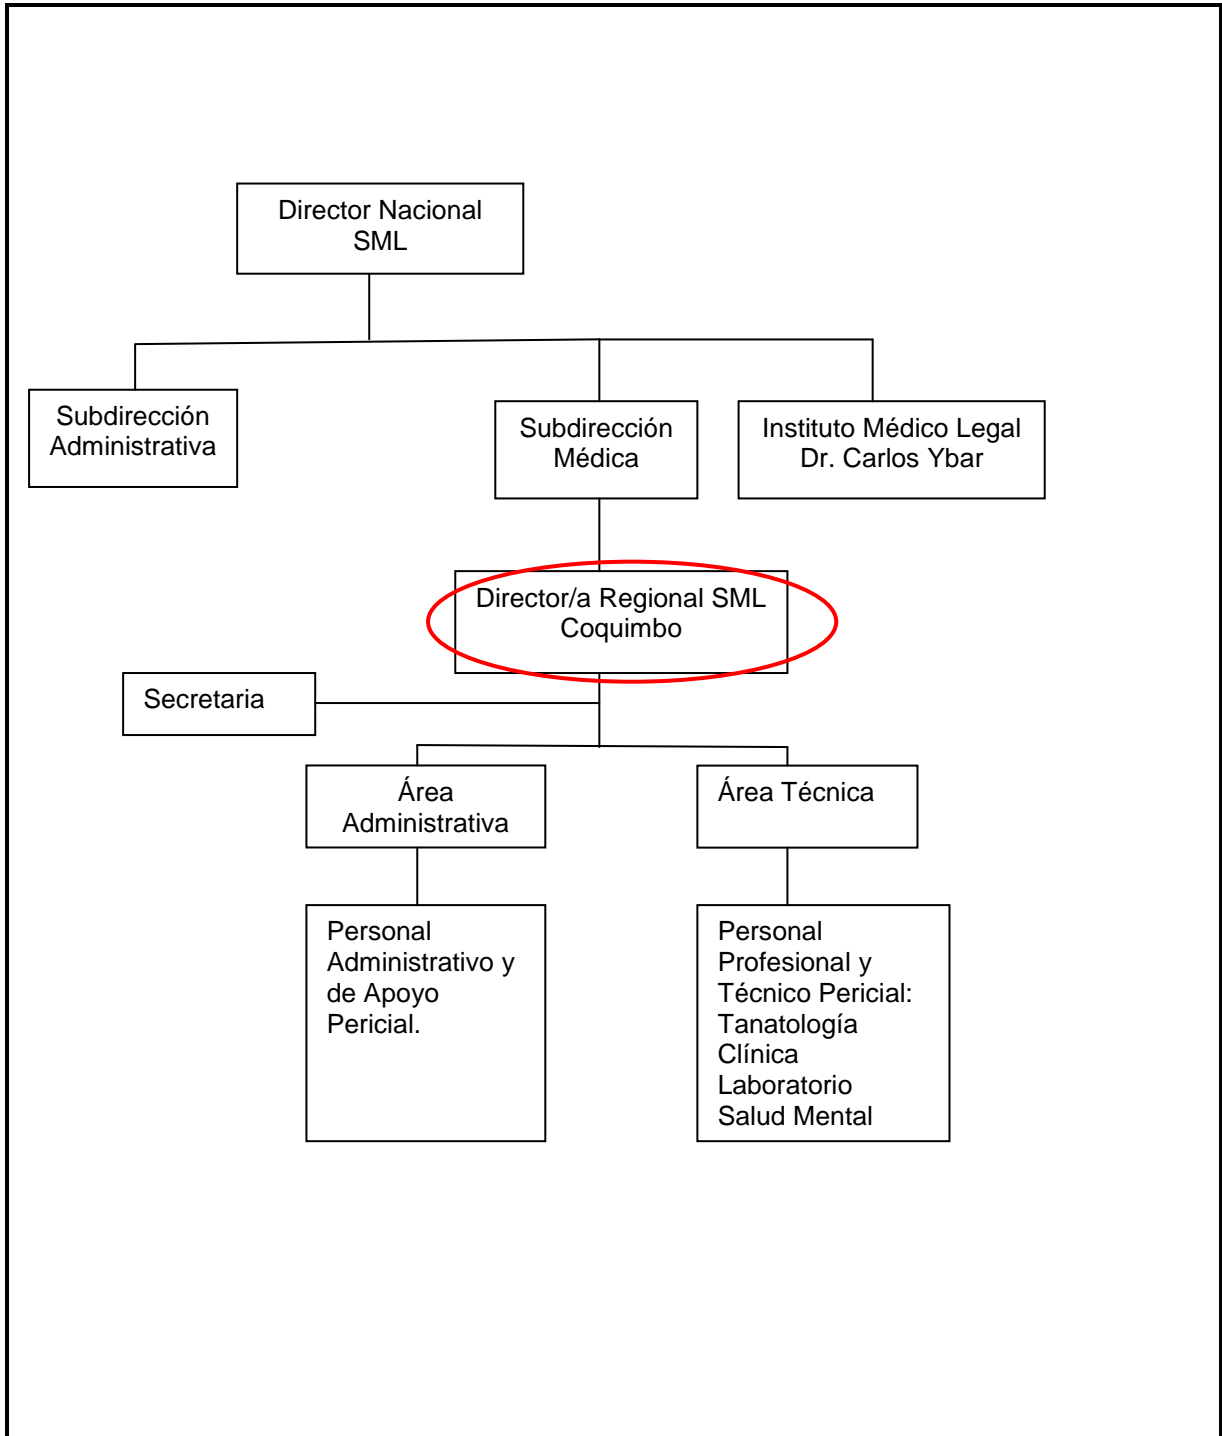 Director Nacional
SML
Subdirección
Administrativa
Subdirección
Médica
Instituto Médico Legal
Dr. Carlos Ybar
Director/a Regional SML
Coquimbo
Secretaria
Área
Administrativa
Área Técnica
Personal
Administrativo y
de Apoyo
Pericial.
Personal
Profesional y
Técnico Pericial:
Tanatología
Clínica
Laboratorio
Salud Mental